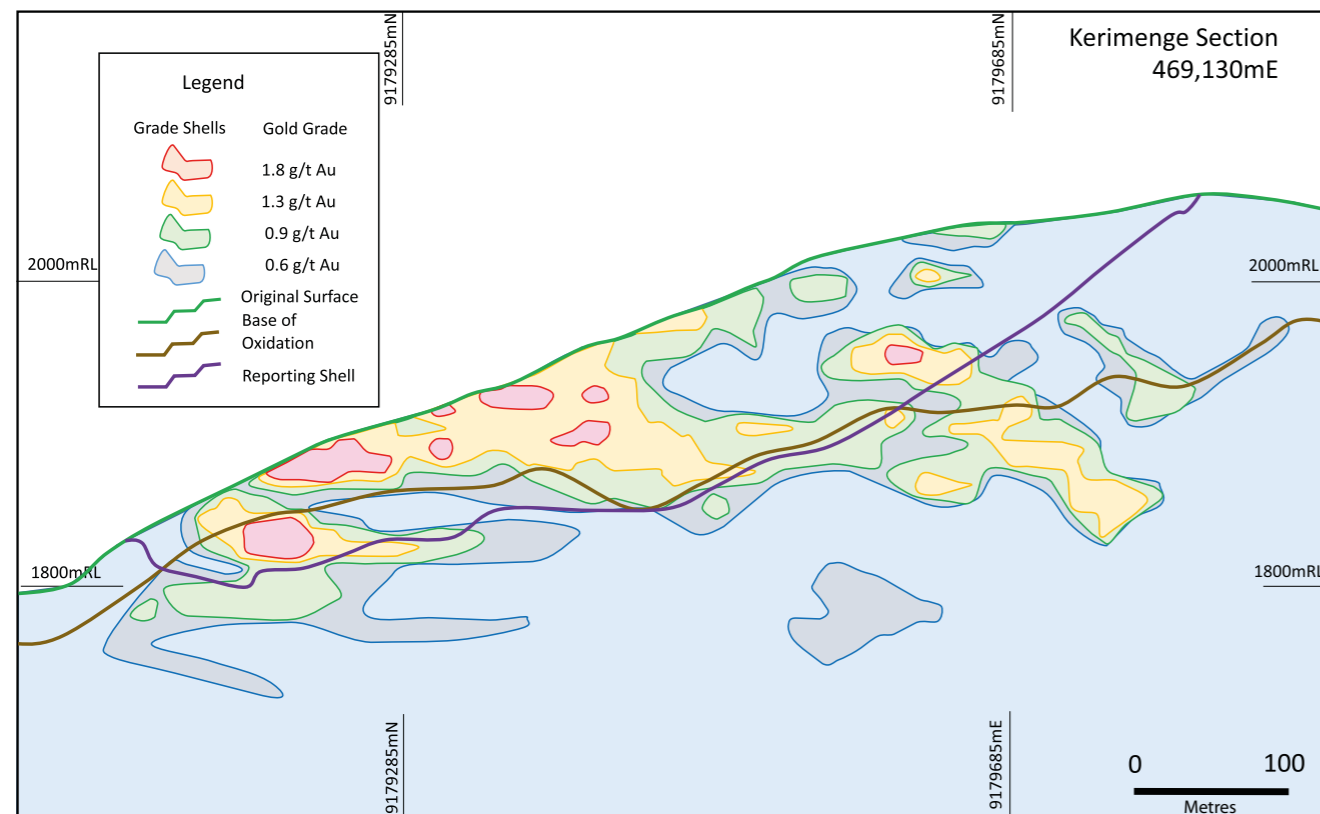 Kerimenge Section
469,130mE
9179285mN
9179685mN
Legend
Grade Shells Gold Grade
1.8 g/t Au
1.3 g/t Au
0.9 g/t Au
0.6 g/t Au
Original Surface
Base of
Oxidation
Reporting Shell
2000mRL
2000mRL
1800mRL
1800mRL
9179285mN
9179685mE
0 100
Metres